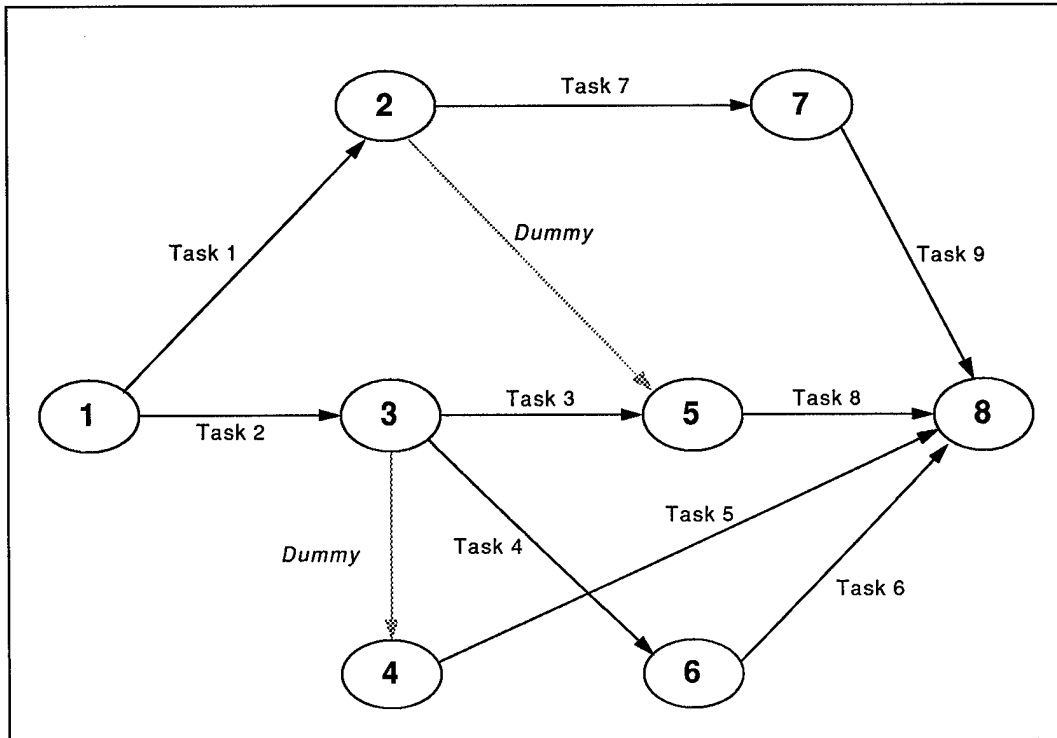 2
Task 7
7
Dummy
Task 1
Task 9
1
Task 2
3
Task 3
5
Task 8
8
Task 5
Dummy
Task 4
Task 6
4
6